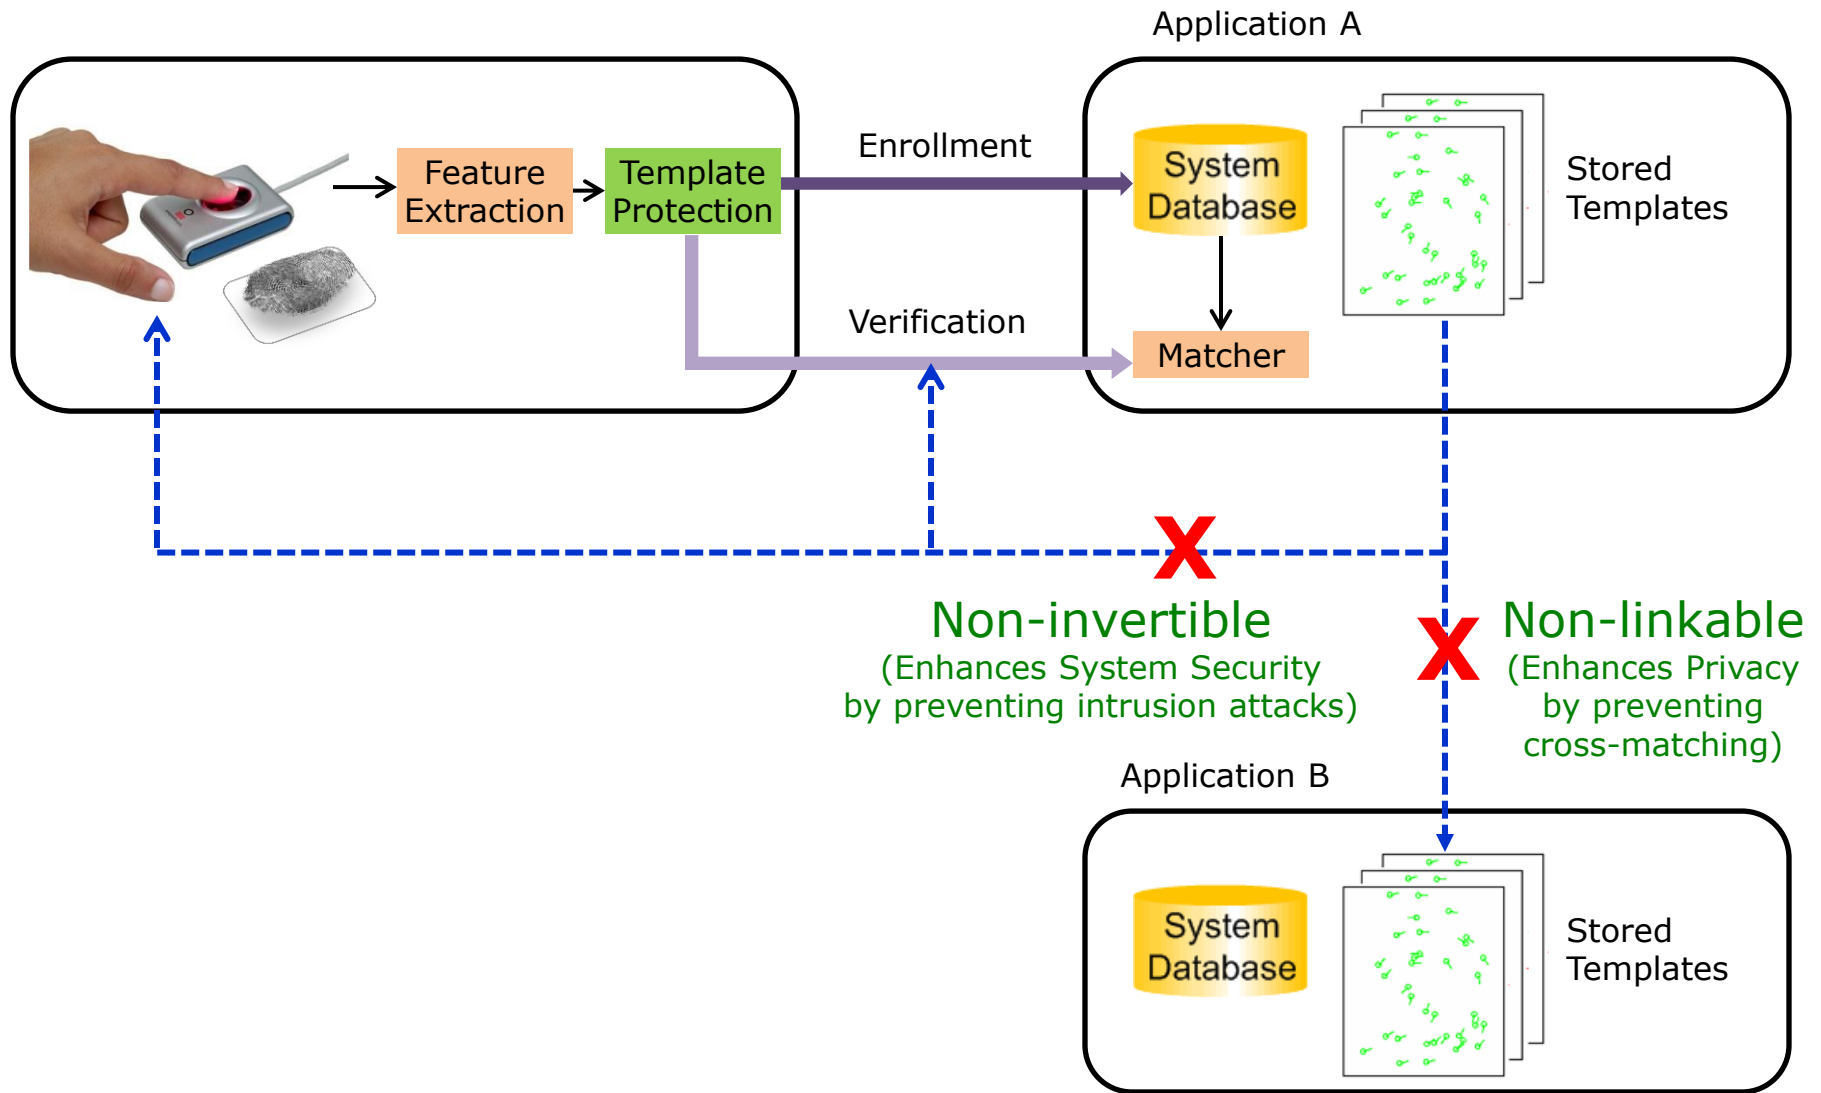 Application A
Enrollment
Feature
Extraction
Template
Protection
System
Database
Stored
Templates
Verification
Matcher
X
Non-invertible
(Enhances System Security
by preventing intrusion attacks)
X
Non-linkable
(Enhances Privacy
by preventing
cross-matching)
Application B
System
Database
Stored
Templates